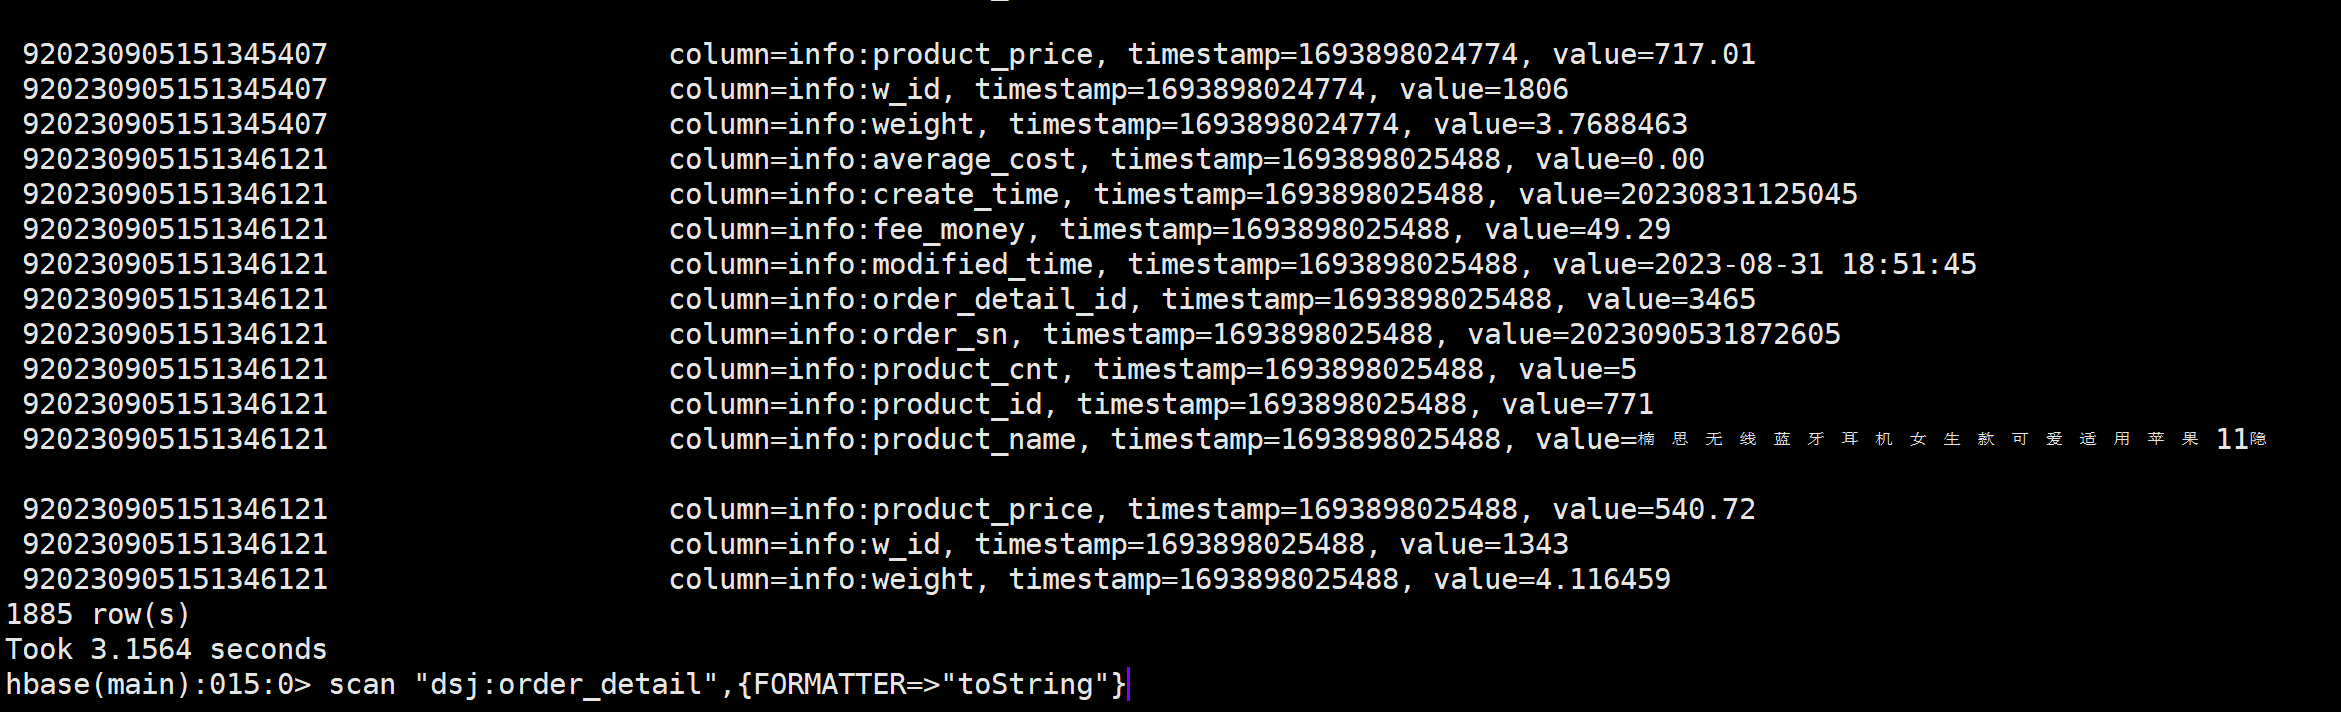 920230905151345407 column=info:product_price, timestamp=1693898024774, value=717.01
920230905151345407 column=info:w_id, timestamp=1693898024774, value=1806
920230905151345407 column=info:weight, timestamp=1693898024774, value=3.7688463
920230905151346121 column=info:average_cost, timestamp=1693898025488, value=0.00
920230905151346121 column=info:create_time, timestamp=1693898025488, value=20230831125045
920230905151346121 column=info:fee_money, timestamp=1693898025488, value=49.29
920230905151346121 column=info:modified_time, timestamp=1693898025488, value=2023-08-31 18:51:45
920230905151346121 column=info:order_detail_id, timestamp=1693898025488, value=3465
920230905151346121 column=info:order_sn, timestamp=1693898025488, value=2023090531872605
920230905151346121 column=info:product_cnt, timestamp=1693898025488, value=5
920230905151346121 column=info:product_id, timestamp=1693898025488, value=771
920230905151346121 column=info:product_name, timestamp=1693898025488, value=楠思无线蓝牙耳机女生款可爱适用苹果11隐
920230905151346121 column=info:product_price, timestamp=1693898025488, value=540.72
920230905151346121 column=info:w_id, timestamp=1693898025488, value=1343
920230905151346121 column=info:weight, timestamp=1693898025488, value=4.116459
1885 row(s)
Took 3.1564 seconds
hbase(main):015:0> scan "dsj:order_detail",{FORMATTER=>"toString"}